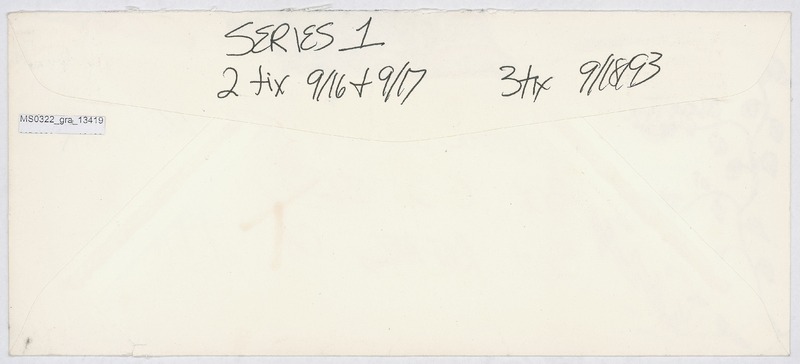 SERIES 1
2 tix 9/16 + 9/17 3 tix 9/18/93
MS0322_gra_13419